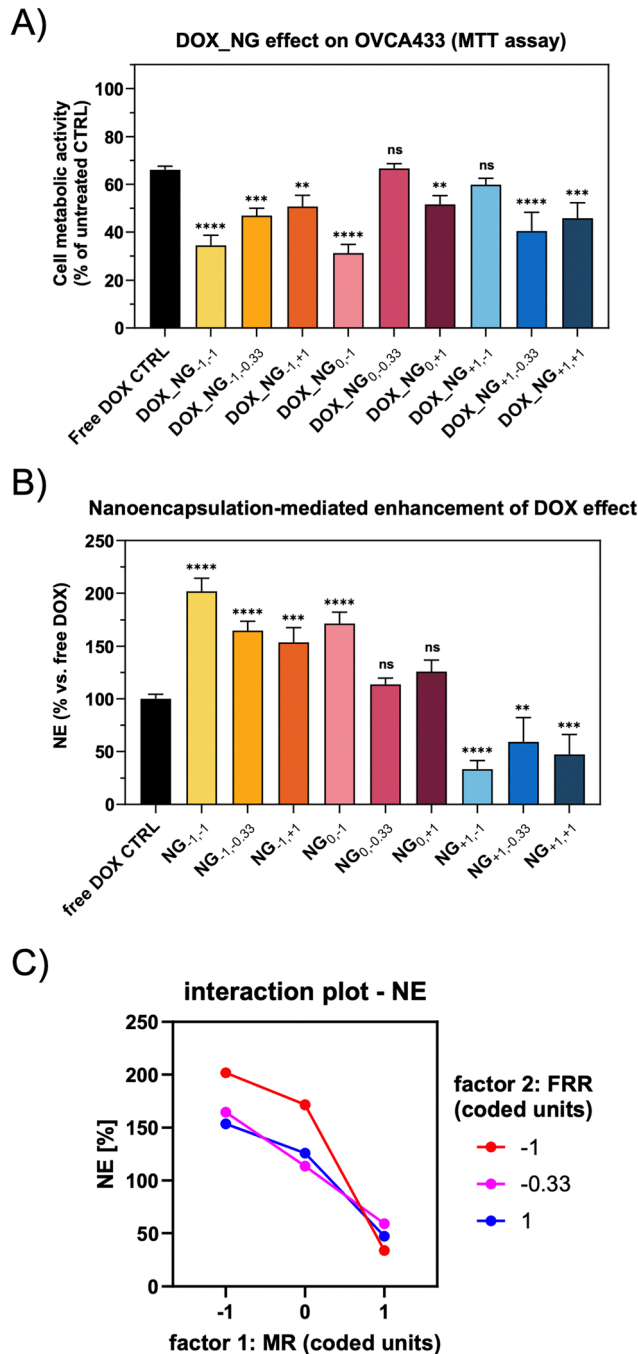 A)
DOX_NG effect on OVCA433 (MTT assay)
Cell metabolic activity
(% of untreated CTRL)
100
80
60
40
20
0
****
***
**
****
ns
**
ns
****
***
Free DOX CTRL
DOX_NG-1,-1
DOX_NG-1,-0.33
DOX_NG-1,+1
DOX_NG0,-1
DOX_NG0,-0.33
DOX_NG0,+1
DOX_NG+1,-1
DOX_NG+1,-0.33
DOX_NG+1,+1
B)
Nanoencapsulation-mediated enhancement of DOX effect
NE (% vs. free DOX)
250
200
150
100
50
0
****
****
***
****
ns
ns
****
**
***
free DOX CTRL
NG-1,-1
NG-1,-0.33
NG-1,+1
NG0,-1
NG0,-0.33
NG0,+1
NG+1,-1
NG+1,-0.33
NG+1,+1
C)
interaction plot - NE
NE [%]
250
200
150
100
50
0
-1
0
1
factor 1: MR (coded units)
factor 2: FRR
(coded units)
-1
-0.33
1